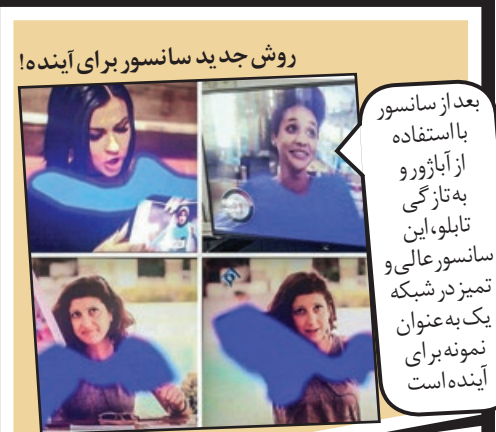 روش جدید سانسور برای آینده!
بعد از سانسور
با استفاده
از آباژور و
به تازگی
تابلو، این
سانسور عالی و
تمیز در شبکه
یک به عنوان
نمونه برای
آینده است